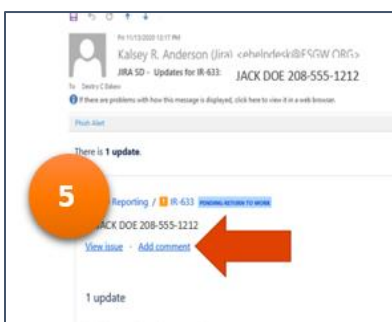 Fri 11/13/2020 12:17 PM
Kalsey R. Anderson (Jira) <ehelpdesk@FSGW.ORG>
JIRA SD - Updates for IR-633: JACK DOE 208-555-1212
To
If there are problems with how this message is displayed, click here to view it in a web browser.
Phish Alert
There is 1 update.
5
Reporting / IR-633 PENDING RETURN TO WORK
JACK DOE 208-555-1212
View issue · Add comment
1 update